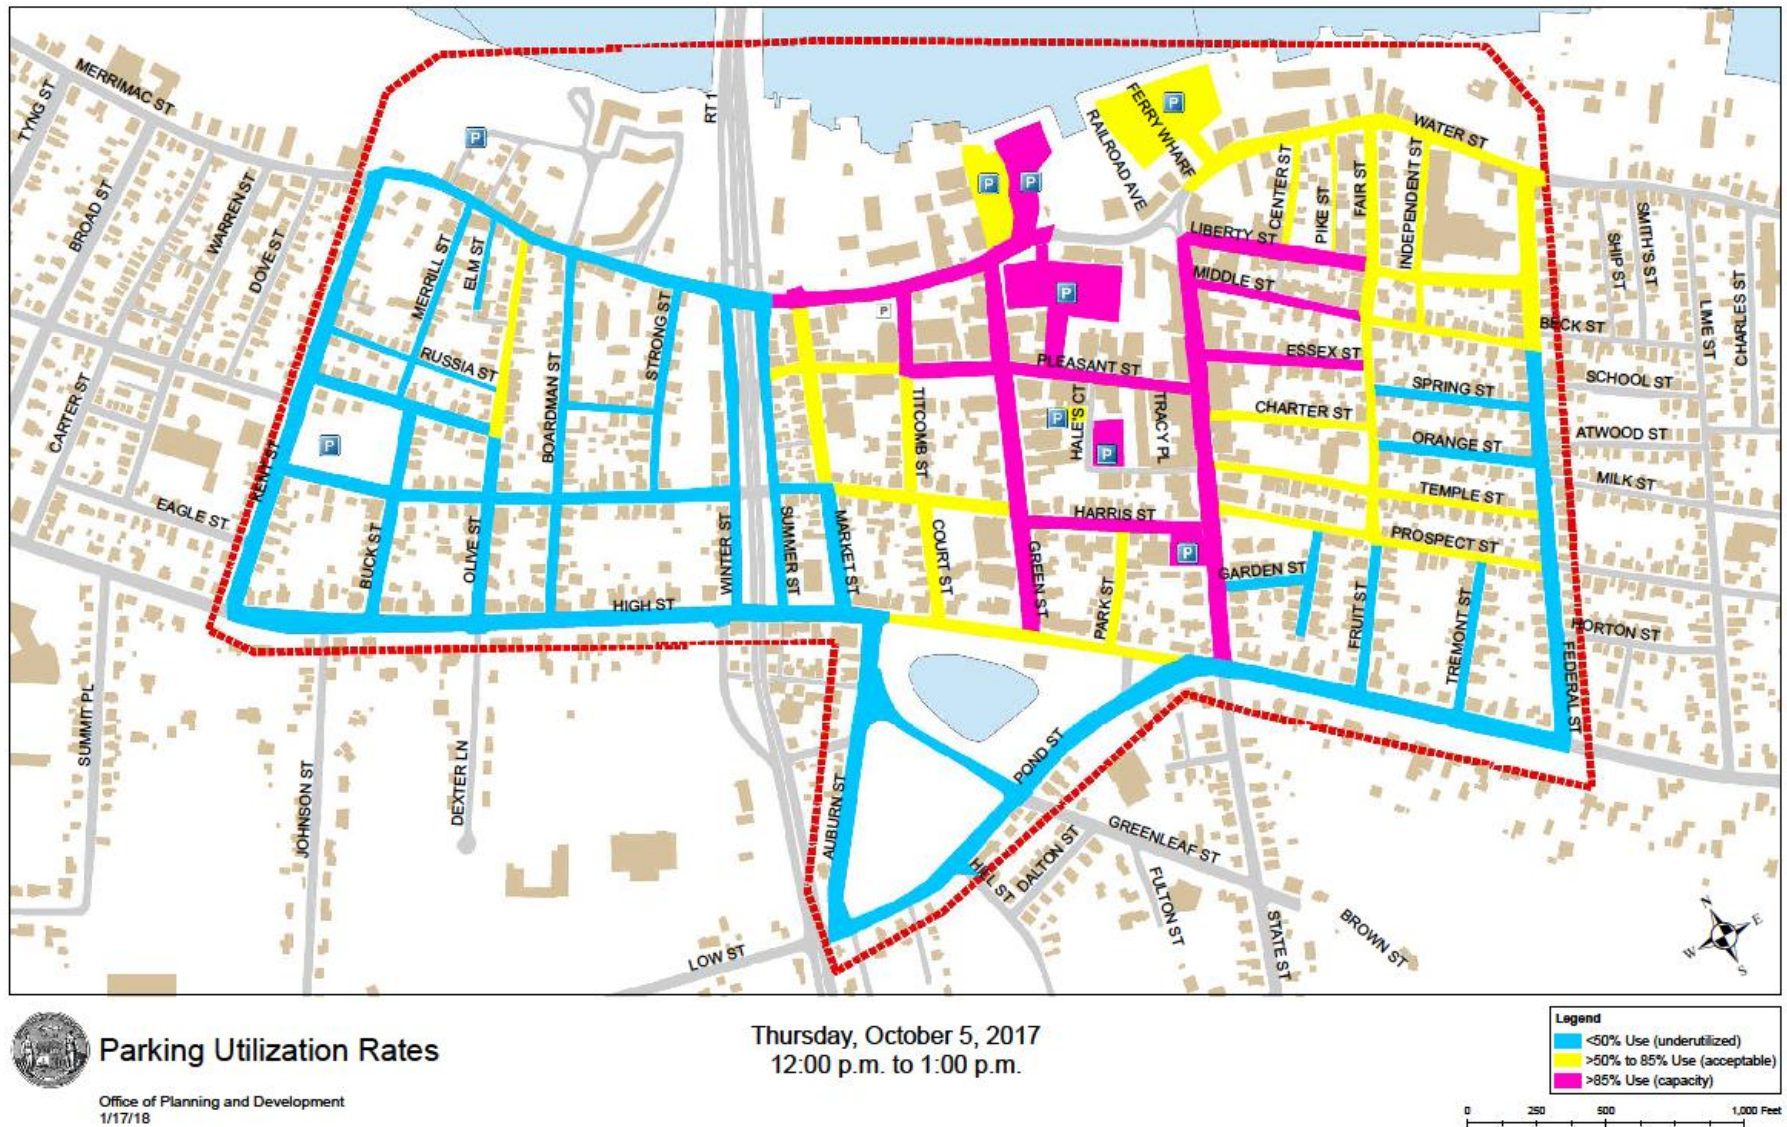 MERRIMAC ST
TYNG ST
BROAD ST
WARREN ST
DOVE ST
CARTER ST
EAGLE ST
KENT ST
MERRILL ST
ELM ST
RUSSIA ST
BOARDMAN ST
STRONG ST
BUCK ST
OLIVE ST
WINTER ST
SUMMER ST
MARKET ST
HIGH ST
RT 1
P
P
P
P
P
P
P
P
P
P
RAILROAD AVE
FERRY WHARF
WATER ST
LIBERTY ST
CENTER ST
PIKE ST
FAIR ST
INDEPENDENT ST
MIDDLE ST
PLEASANT ST
ESSEX ST
TITCOMB ST
HALE'S CT
TRACY PL
CHARTER ST
SPRING ST
ORANGE ST
TEMPLE ST
PROSPECT ST
HARRIS ST
COURT ST
GREEN ST
PARK ST
GARDEN ST
FRUIT ST
TREMONT ST
FEDERAL ST
BECK ST
SCHOOL ST
ATWOOD ST
MILK ST
HORTON ST
SHIP ST
SMITH'S ST
LIME ST
CHARLES ST
SUMMIT PL
JOHNSON ST
DEXTER LN
AUBURN ST
POND ST
HILL ST
DALTON ST
GREENLEAF ST
FULTON ST
STATE ST
BROWN ST
LOW ST
N
E
W
S
Parking Utilization Rates
Office of Planning and Development
1/17/18
Thursday, October 5, 2017
12:00 p.m. to 1:00 p.m.
Legend
<50% Use (underutilized)
>50% to 85% Use (acceptable)
>85% Use (capacity)
0 250 500 1,000 Feet